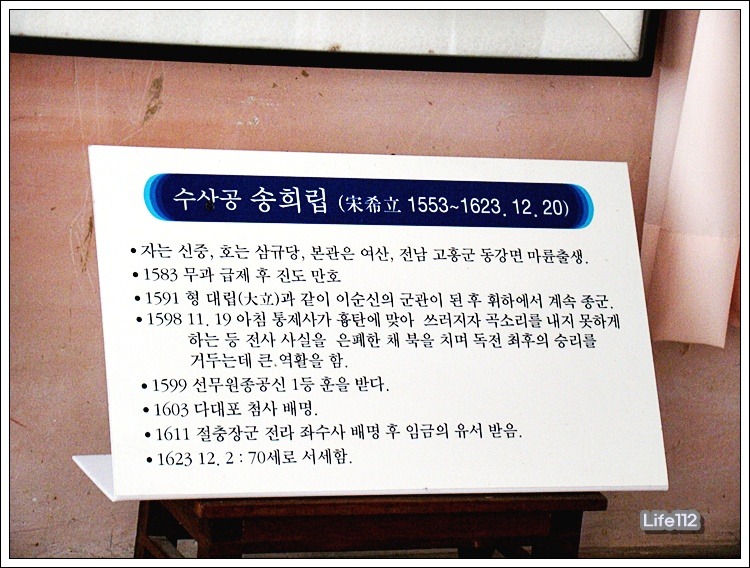 수상공 송희립 (宋希立 1553~1623. 12. 20)
• 자는 신중, 호는 삼규당, 본관은 여산, 전남 고흥군 동강면 마륜출생.
• 1583 무과 급제 후 진도 만호
• 1591 형 대립(大立)과 같이 이순신의 군관이 된 후 휘하에서 계속 종군.
• 1598 11. 19 아침 통제사가 흉탄에 맞아 쓰러지자 곡소리를 내지 못하게
하는 등 전사 사실을 은폐한 채 북을 치며 독전 최후의 승리를
거두는데 큰 역활을 함.
• 1599 선무원종공신 1등 훈을 받다.
• 1603 다대포 첨사 배명.
• 1611 절충장군 전라 좌수사 배명 후 임금의 유서 받음.
• 1623 12. 2 : 70세로 서세함.
Life112